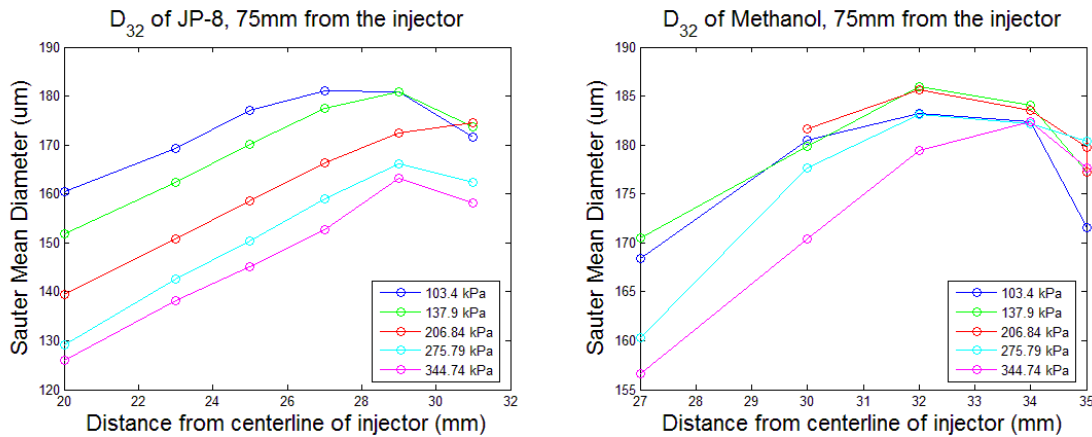 D32 of JP-8, 75mm from the injector
190
180
170
160
150
140
130
120
Sauter Mean Diameter (um)
103.4 kPa
137.9 kPa
206.84 kPa
275.79 kPa
344.74 kPa
20 22 24 26 28 30 32
Distance from centerline of injector (mm)
D32 of Methanol, 75mm from the injector
190
185
180
175
170
165
160
155
Sauter Mean Diameter (um)
103.4 kPa
137.9 kPa
206.84 kPa
275.79 kPa
344.74 kPa
27 28 29 30 31 32 33 34 35
Distance from centerline of injector (mm)